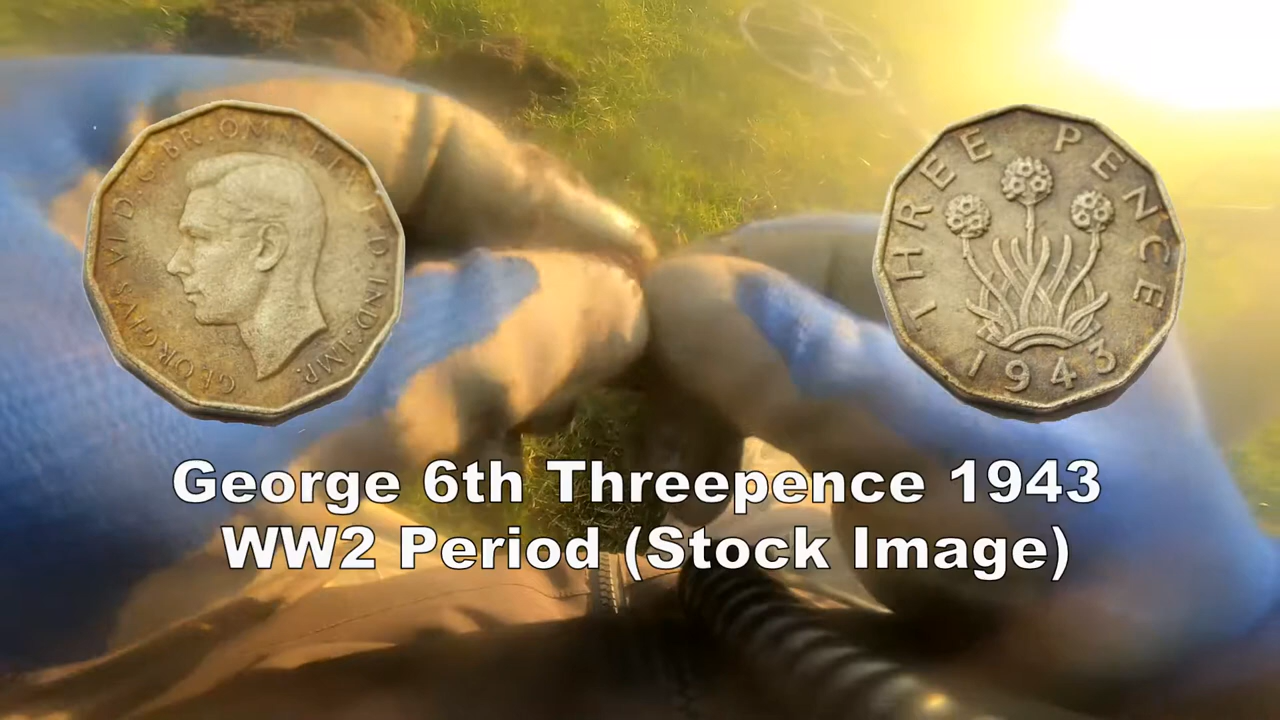 GEORGIVS VI D:G:BR:OMN:REX F:D:IND:IMP.
THREE PENCE
1943
George 6th Threepence 1943
WW2 Period (Stock Image)